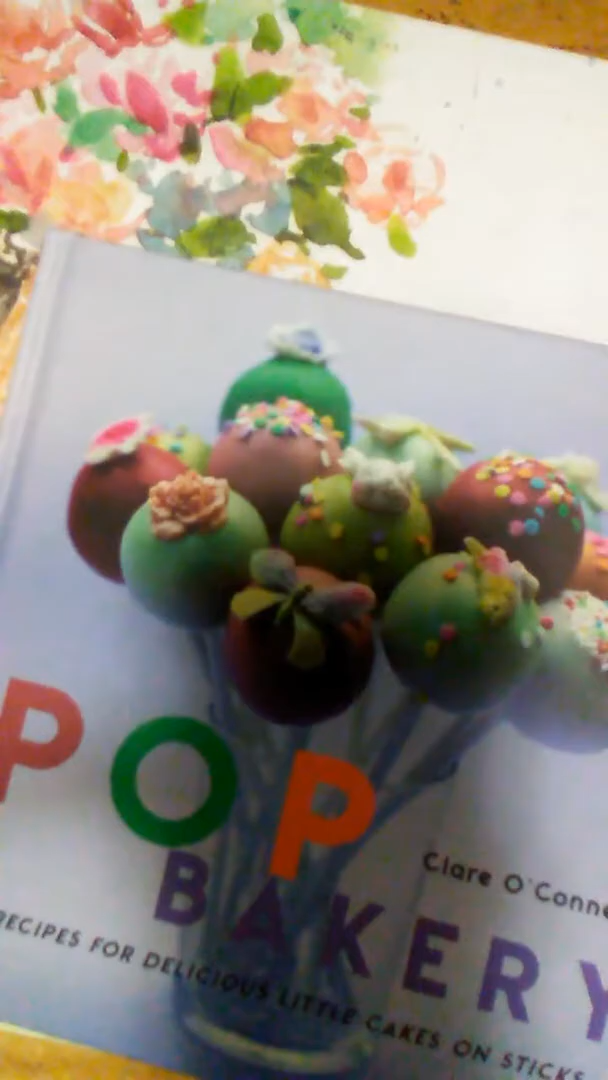 POP
BAKERY
Clare O'Conne
RECIPES FOR DELICIOUS LITTLE CAKES ON STICKS